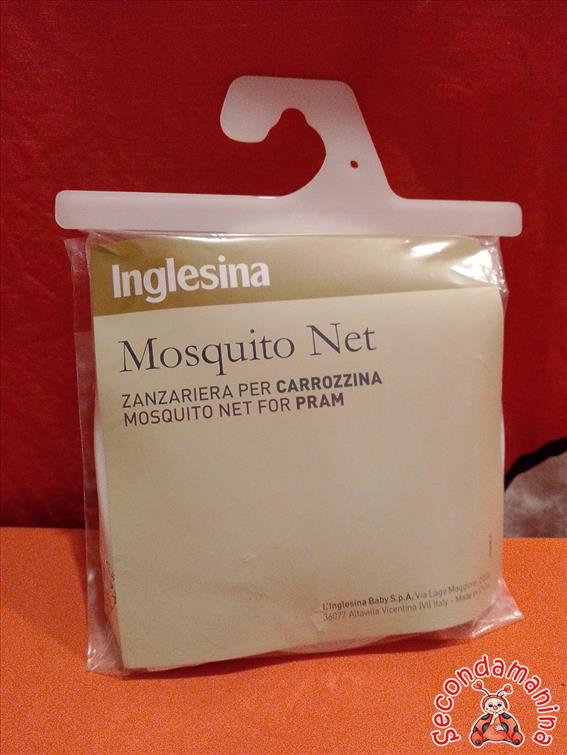 Inglesina
Mosquito Net
ZANZARIERA PER CARROZZINA
MOSQUITO NET FOR PRAM
L'Inglesina Baby S.p.A. Via Lago Maggiore,
36077 Altavilla Vicentina (VI) Italy - Made in
Secondamanina